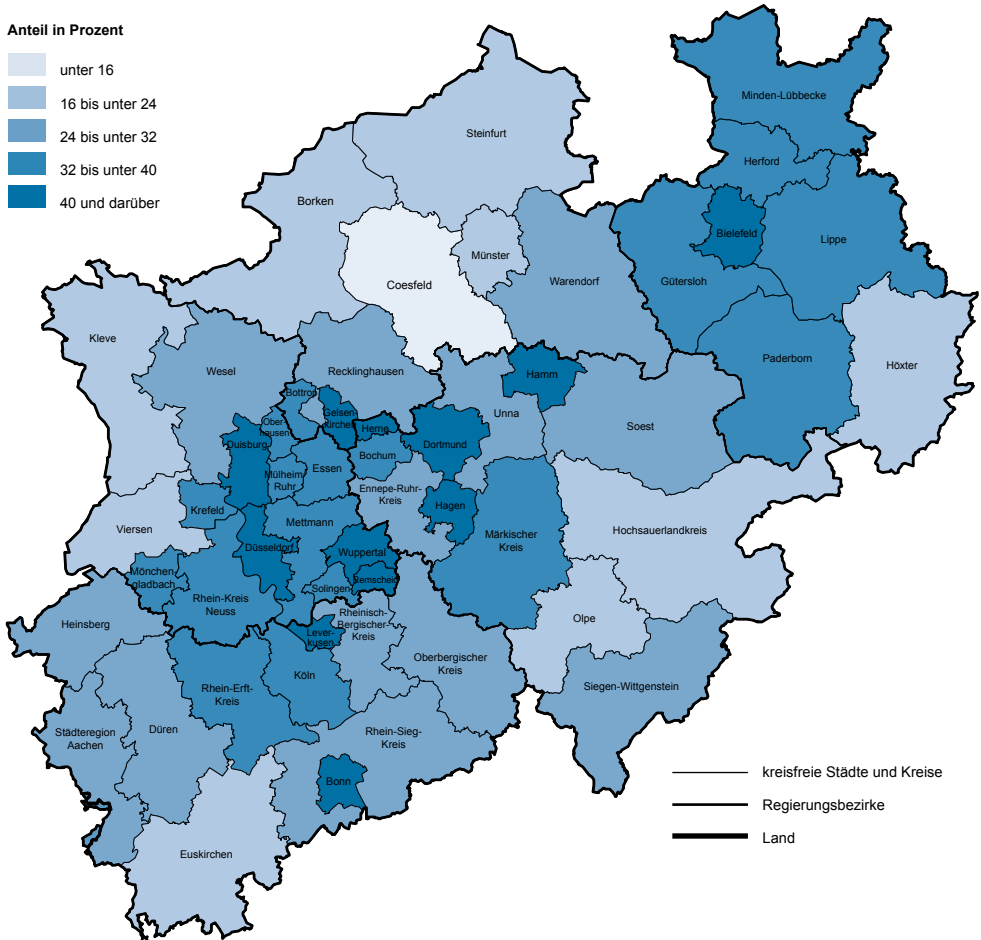 Anteil in Prozent
unter 16
16 bis unter 24
24 bis unter 32
32 bis unter 40
40 und darüber
Minden-Lübbecke
Steinfurt
Herford
Borken
Bielefeld
Lippe
Münster
Coesfeld
Warendorf
Gütersloh
Kleve
Wesel
Recklinghausen
Hamm
Paderborn
Höxter
Bottrop
Gelsen-
kirchen
Unna
Soest
Ober-
hausen
Herne
Duisburg
Dortmund
Bochum
Essen
Mülheim
Ruhr
Ennepe-Ruhr-
Kreis
Hagen
Krefeld
Viersen
Mettmann
Hochsauerlandkreis
Märkischer
Kreis
Düsseldorf
Wuppertal
Mönchen-
gladbach
Remscheid
Solingen
Rhein-Kreis
Neuss
Heinsberg
Rheinisch-
Bergischer-
Kreis
Olpe
Lever-
kusen
Oberbergischer
Kreis
Köln
Rhein-Erft-
Kreis
Siegen-Wittgenstein
Städteregion
Aachen
Düren
Rhein-Sieg-
Kreis
Bonn
Euskirchen
kreisfreie Städte und Kreise
Regierungsbezirke
Land